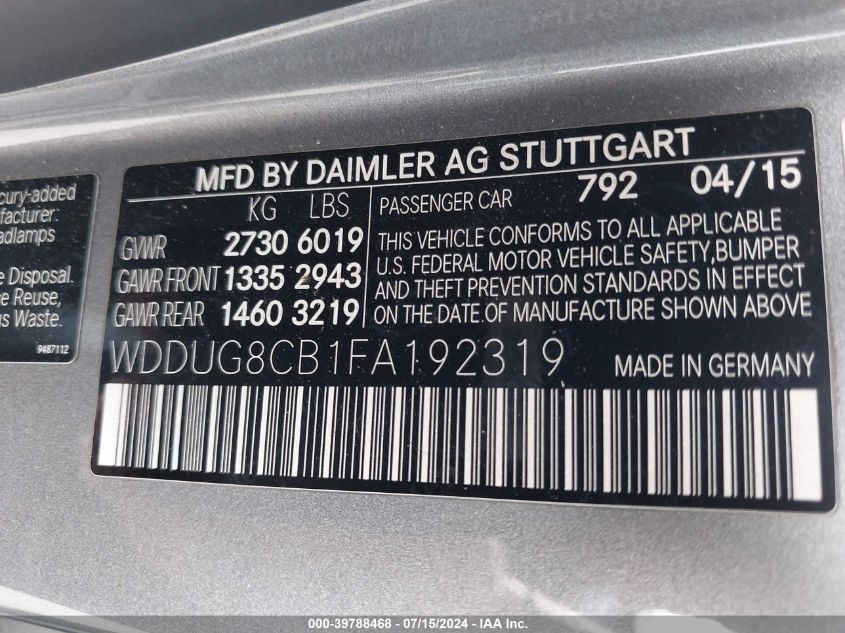 MFD BY DAIMLER AG STUTTGART
KG LBS
GVWR 2730 6019
GAWR FRONT 1335 2943
GAWR REAR 1460 3219
PASSENGER CAR 792 04/15
THIS VEHICLE CONFORMS TO ALL APPLICABLE
U.S. FEDERAL MOTOR VEHICLE SAFETY,BUMPER
AND THEFT PREVENTION STANDARDS IN EFFECT
ON THE DATE OF MANUFACTURE SHOWN ABOVE
WDDUG8CB1FA192319 MADE IN GERMANY
cury-added
nufacturer:
adlamps
e Disposal.
ce Reuse,
us Waste.
9487112
000-39788468 - 07/15/2024 - IAA Inc.